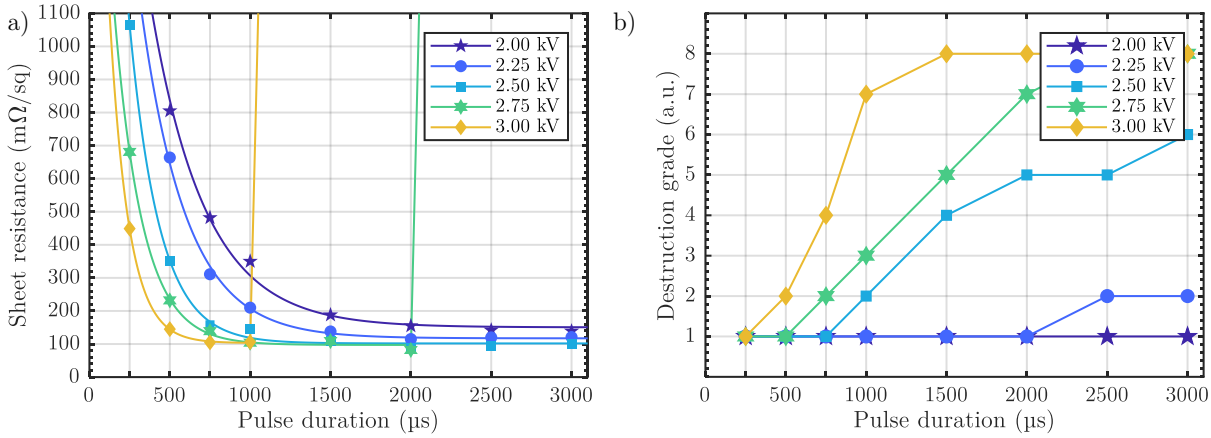 a)
Sheet resistance (mΩ/sq)
1100
1000
900
800
700
600
500
400
300
200
100
0
0 500 1000 1500 2000 2500 3000
Pulse duration (µs)
2.00 kV
2.25 kV
2.50 kV
2.75 kV
3.00 kV
b)
Destruction grade (a.u.)
8
7
6
5
4
3
2
1
0 500 1000 1500 2000 2500 3000
Pulse duration (µs)
2.00 kV
2.25 kV
2.50 kV
2.75 kV
3.00 kV